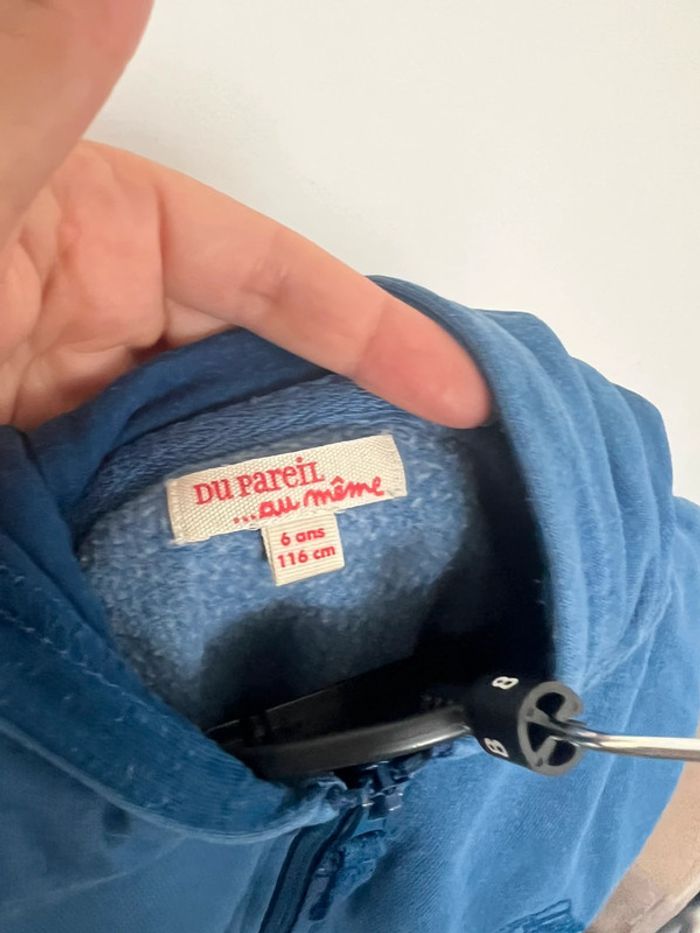 DU PAREIL
...au même
6 ans
116 cm
8
8